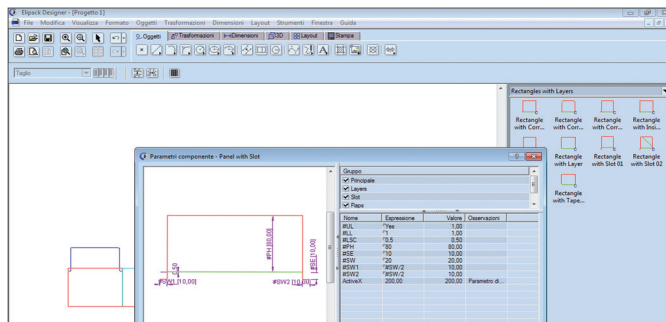 Elipack Designer - [Progetto 1]
File Modifica Visualizza Formato Oggetti Trasformazioni Dimensioni Layout Strumenti Finestra Guida
Oggetti Trasformazioni Dimensioni 3D Layout Stampa
Taglio
Rectangles with Layers
Rectangle with Corr... Rectangle with Corr... Rectangle with Corr... Rectangle with Insi...
Rectangle with Layer Rectangle with Slot 01 Rectangle with Slot 02
Rectangle with Tape...
Parametri componente - Panel with Slot
Gruppo
Principale
Layers
Slot
Flaps
Nome Espressione Valore Osservazioni
#UL Yes 1,00
#LL 1 1,00
#LSC 0.5 0,50
#PH 80 80,00
#SE 10 10,00
#SW 20 20,00
#SW1 #SW/2 10,00
#SW2 #SW/2 10,00
ActiveX 200,00 200,00 Parametro di...
#PH [80,00]
#SE [10,00]
0,50
#SW1 [10,00]
#SW2 [10,00]